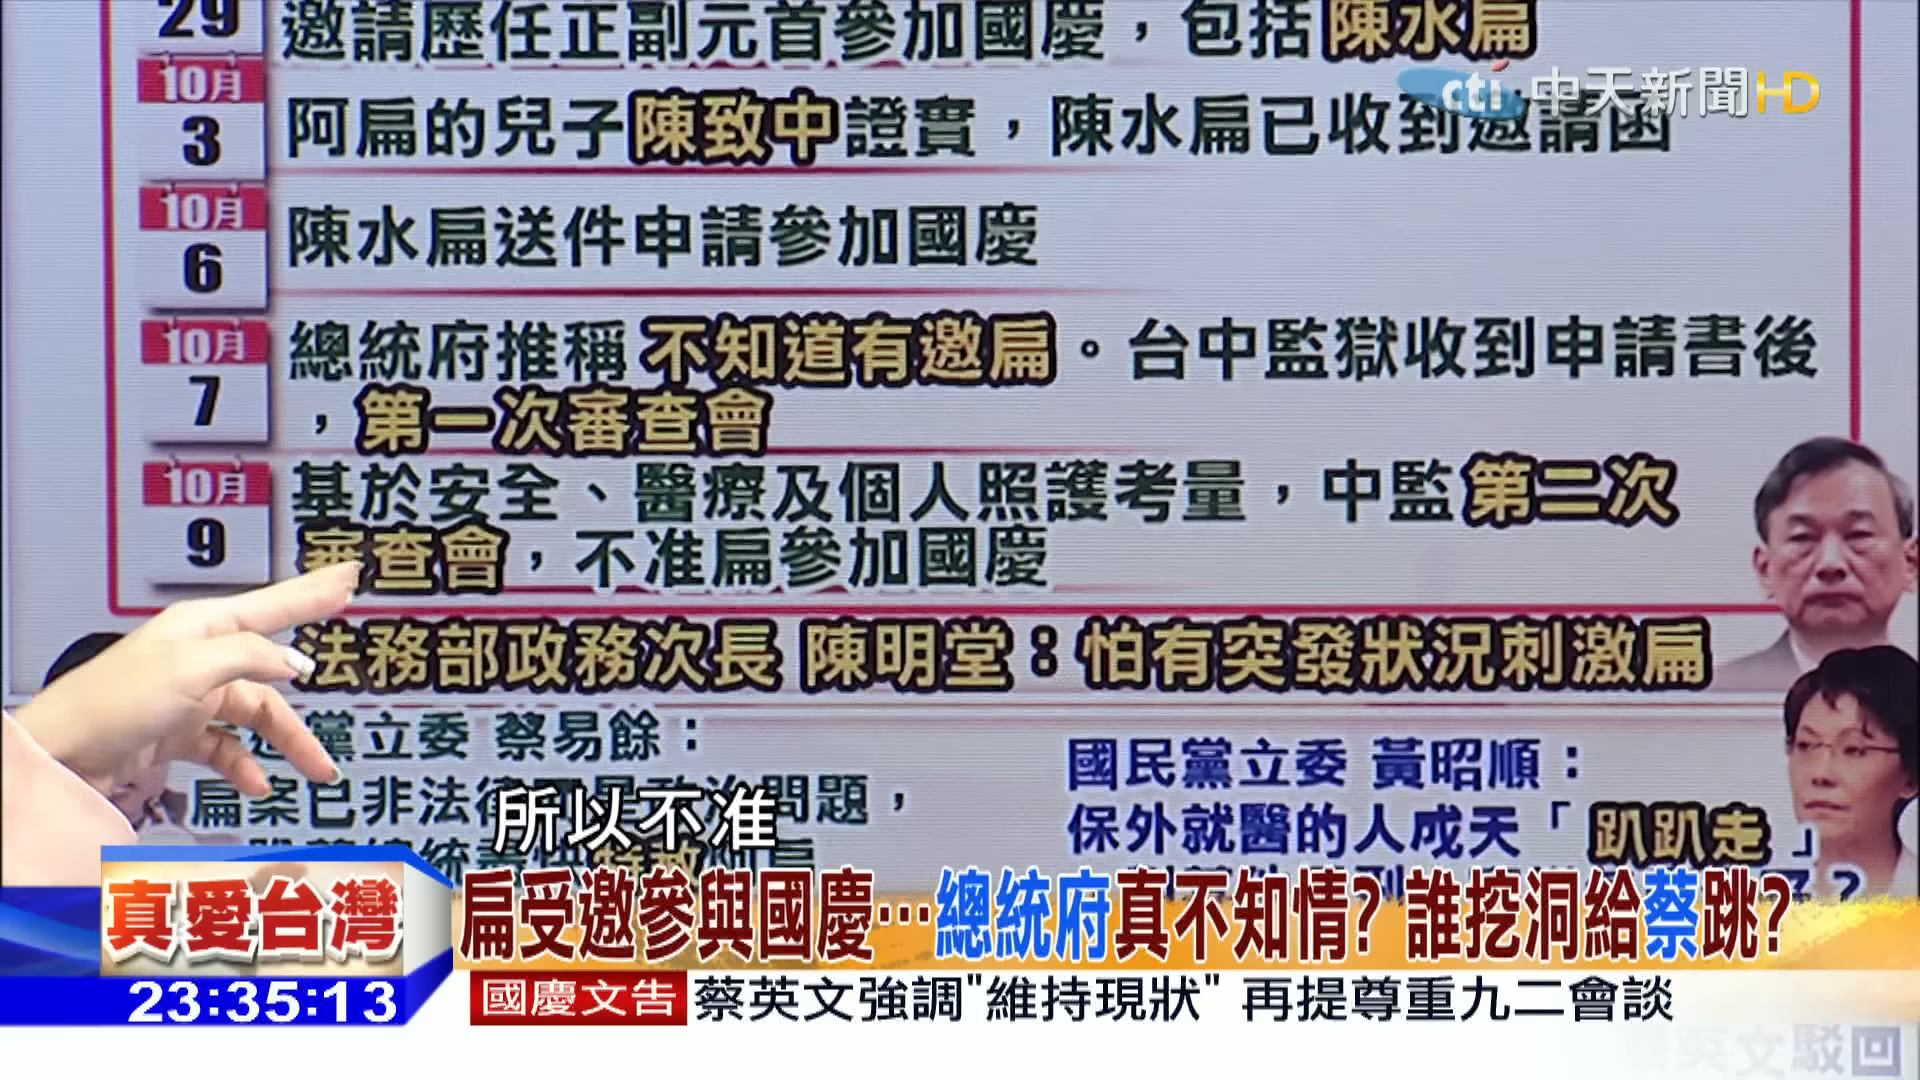 29 邀請歷任正副元首參加國慶，包括陳水扁
cti 中天新聞HD
10月
3 阿扁的兒子陳致中證實，陳水扁已收到邀請函
10月
6 陳水扁送件申請參加國慶
10月
7 總統府推稱 不知道有邀扁。台中監獄收到申請書後
，第一次審查會
10月
9 基於安全、醫療及個人照護考量，中監第二次
審查會，不准扁參加國慶
法務部政務次長 陳明堂：怕有突發狀況刺激扁
黨立委 蔡易餘：
扁案已非法律 政治問題，
國民黨立委 黃昭順：
保外就醫的人成天「趴趴走」
所以不准
真愛台灣
扁受邀參與國慶…總統府真不知情? 誰挖洞給蔡跳?
23:35:13
國慶文告 蔡英文強調"維持現狀" 再提尊重九二會談
英文駁回